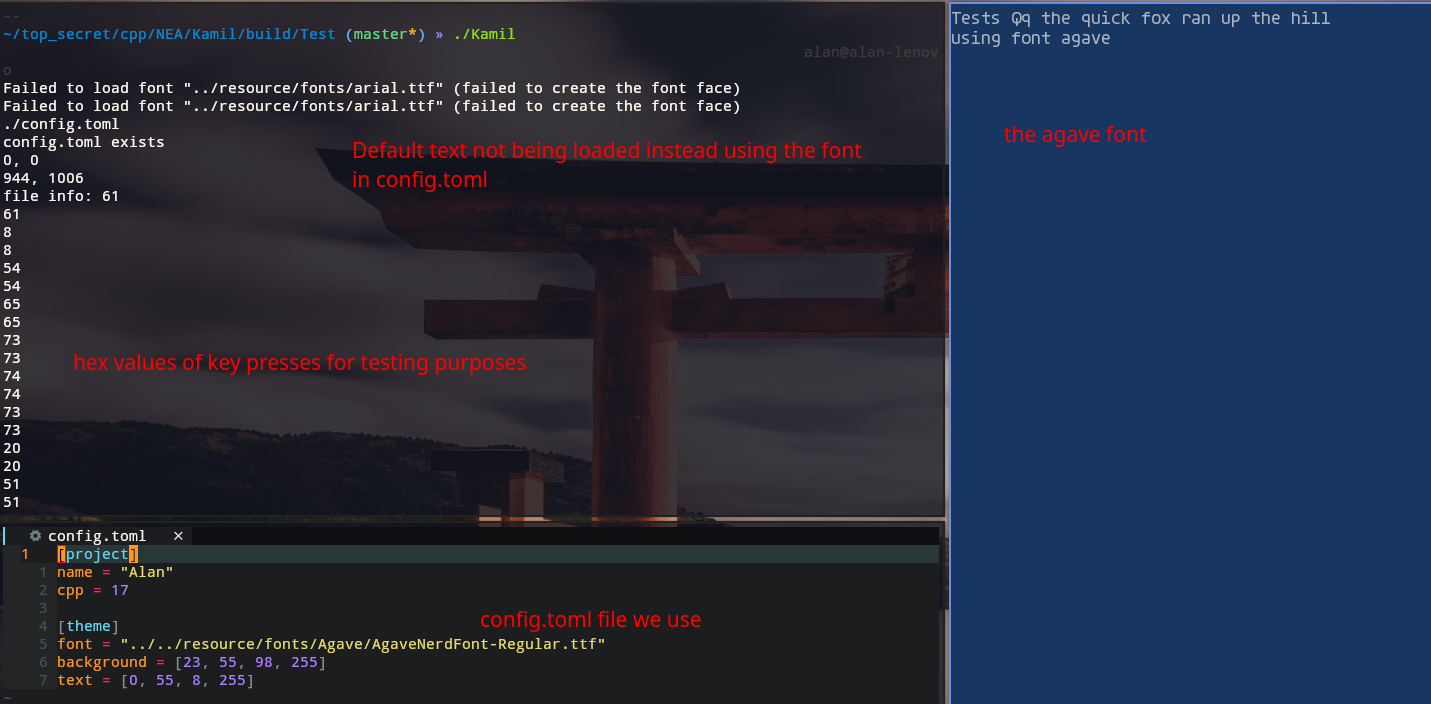 --
~/top_secret/cpp/NEA/Kamil/build/Test (master*) » ./Kamil
alan@alan-lenov
o
Failed to load font "../resource/fonts/arial.ttf" (failed to create the font face)
Failed to load font "../resource/fonts/arial.ttf" (failed to create the font face)
./config.toml
config.toml exists
0, 0
944, 1006
file info: 61
61
8
8
54
54
65
65
73
73
74
74
73
73
20
20
51
51
Default text not being loaded instead using the font
in config.toml
hex values of key presses for testing purposes
config.toml ×
1 [project]
1 name = "Alan"
2 cpp = 17
3
4 [theme]
5 font = "../../resource/fonts/Agave/AgaveNerdFont-Regular.ttf"
6 background = [23, 55, 98, 255]
7 text = [0, 55, 8, 255]
~
config.toml file we use
Tests Qq the quick fox ran up the hill
using font agave
the agave font